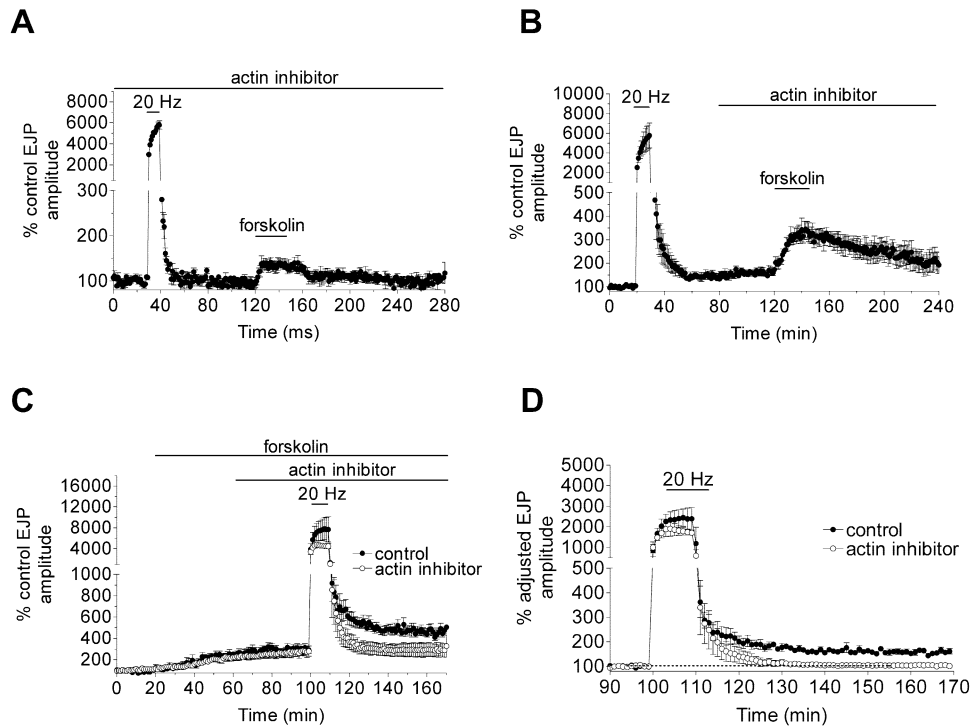 A
actin inhibitor
20 Hz
8000
6000
4000
2000
300
200
100
forskolin
% control EJP
amplitude
0 40 80 120 160 200 240 280
Time (ms)
B
actin inhibitor
20 Hz
10000
8000
6000
4000
2000
500
400
300
200
100
forskolin
% control EJP
amplitude
0 40 80 120 160 200 240
Time (min)
C
forskolin
actin inhibitor
20 Hz
16000
12000
8000
4000
1000
800
600
400
200
control
actin inhibitor
% control EJP
amplitude
0 20 40 60 80 100 120 140 160
Time (min)
D
20 Hz
5000
4000
3000
2000
1000
500
400
300
200
100
control
actin inhibitor
% adjusted EJP
amplitude
90 100 110 120 130 140 150 160 170
Time (min)